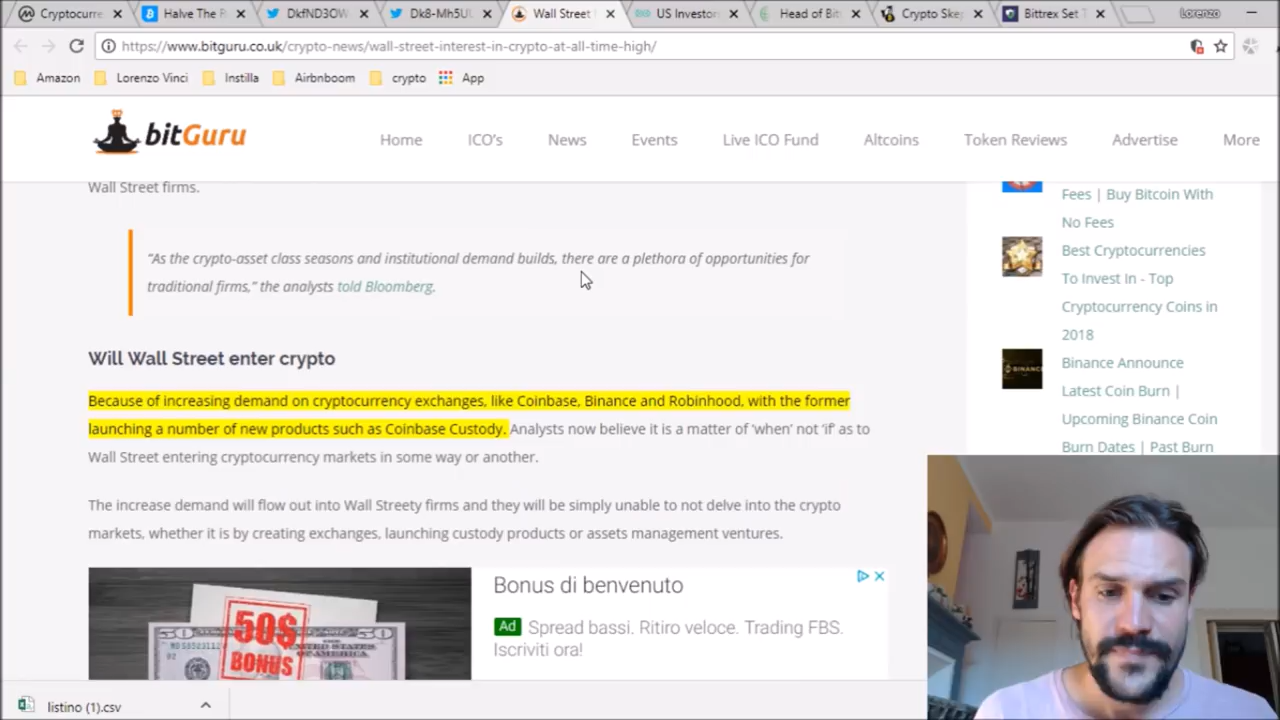 Cryptocurre
Halve The R
DkfND3OW
Dk8-Mh5U
Wall Street
US Investor
Head of Bit
Crypto Ske
Bittrex Set T
Lorenzo
https://www.bitguru.co.uk/crypto-news/wall-street-interest-in-crypto-at-all-time-high/
Amazon
Lorenzo Vinci
Instilla
Airbnboom
crypto
App
bitGuru
Home
ICO's
News
Events
Live ICO Fund
Altcoins
Token Reviews
Advertise
More
Wall Street firms.
“As the crypto-asset class seasons and institutional demand builds, there are a plethora of opportunities for
traditional firms,” the analysts told Bloomberg.
Will Wall Street enter crypto
Because of increasing demand on cryptocurrency exchanges, like Coinbase, Binance and Robinhood, with the former
launching a number of new products such as Coinbase Custody. Analysts now believe it is a matter of ‘when’ not ‘if’ as to
Wall Street entering cryptocurrency markets in some way or another.
The increase demand will flow out into Wall Streety firms and they will be simply unable to not delve into the crypto
markets, whether it is by creating exchanges, launching custody products or assets management ventures.
50$
BONUS
Bonus di benvenuto
Ad Spread bassi. Ritiro veloce. Trading FBS.
Iscriviti ora!
Fees | Buy Bitcoin With
No Fees
Best Cryptocurrencies
To Invest In - Top
Cryptocurrency Coins in
2018
Binance Announce
Latest Coin Burn |
Upcoming Binance Coin
Burn Dates | Past Burn
listino (1).csv